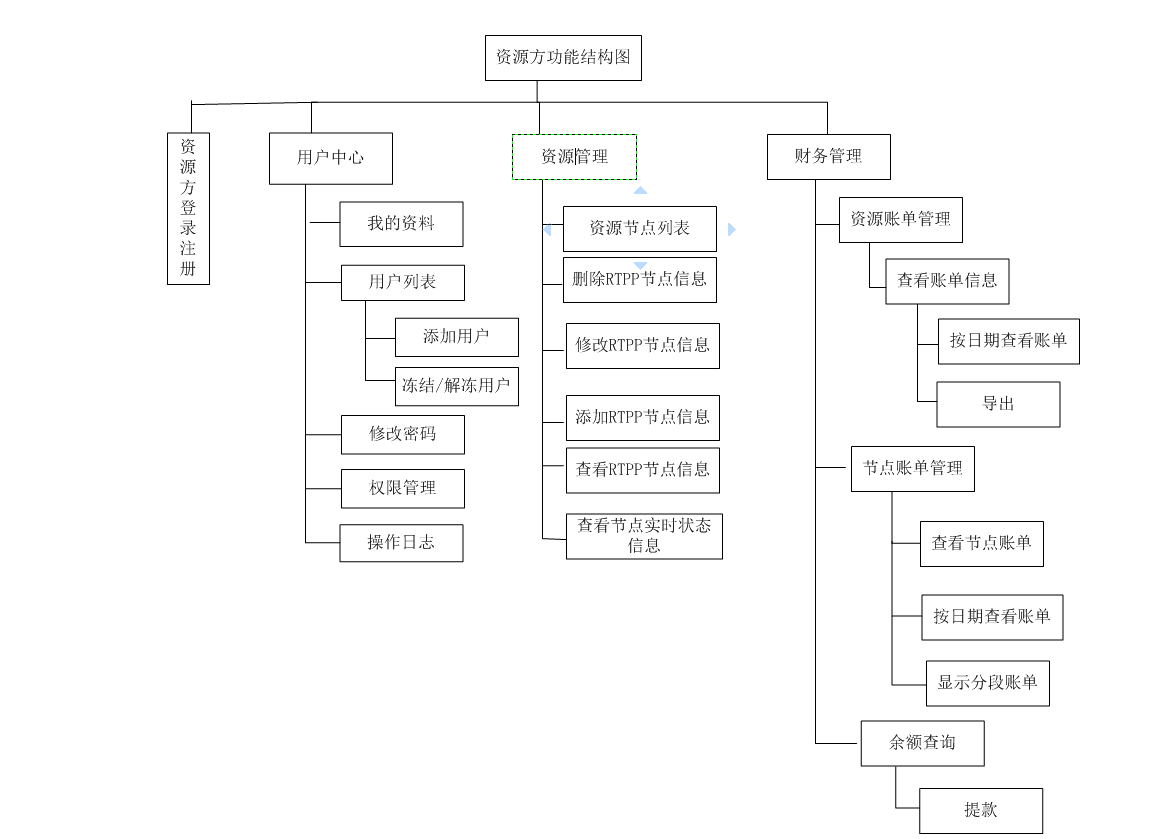 资源方功能结构图
资源方登录注册
用户中心
我的资料
用户列表
添加用户
冻结/解冻用户
修改密码
权限管理
操作日志
资源管理
资源节点列表
删除RTPP节点信息
修改RTPP节点信息
添加RTPP节点信息
查看RTPP节点信息
查看节点实时状态
信息
财务管理
资源账单管理
查看账单信息
按日期查看账单
导出
节点账单管理
查看节点账单
按日期查看账单
显示分段账单
余额查询
提款